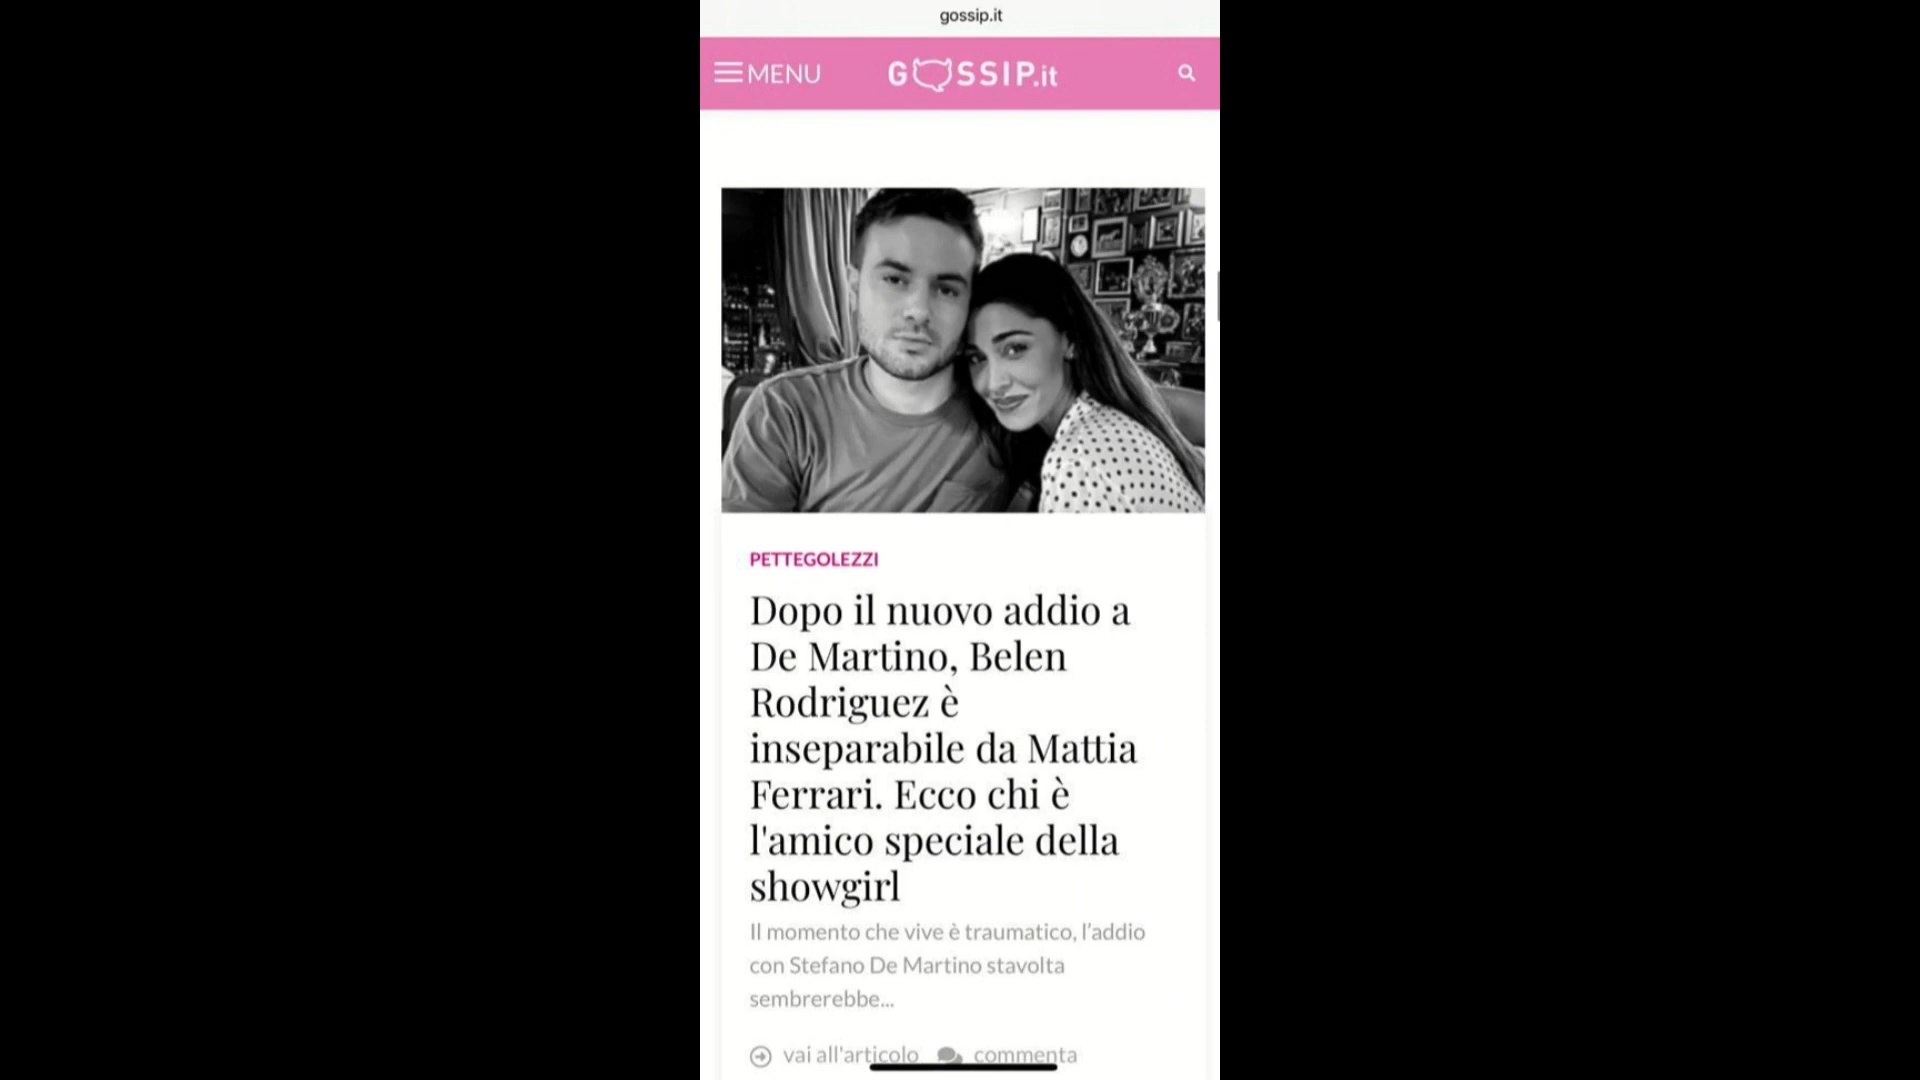 gossip.it
MENU
GOSSIP.it
PETTEGOLEZZI
Dopo il nuovo addio a
De Martino, Belen
Rodriguez è
inseparabile da Mattia
Ferrari. Ecco chi è
l'amico speciale della
showgirl
Il momento che vive è traumatico, l’addio
con Stefano De Martino stavolta
sembrerebbe...
vai all'articolo commenta